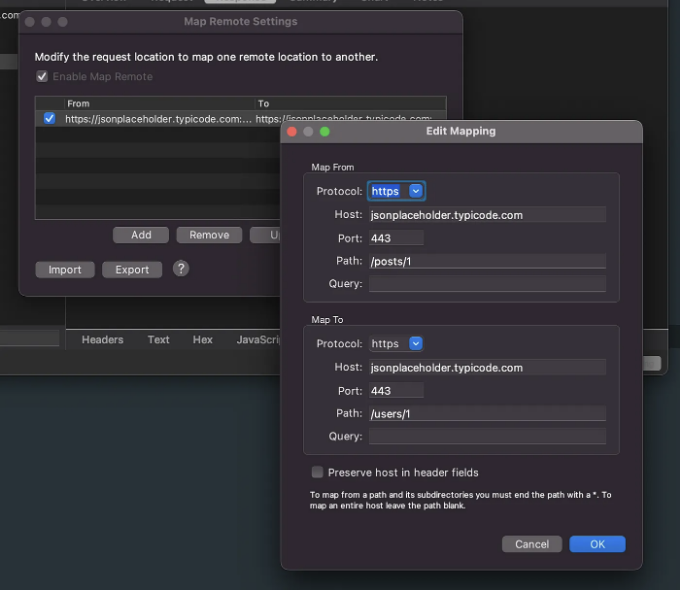 .com
Map Remote Settings
Modify the request location to map one remote location to another.
Enable Map Remote
From To
https://jsonplaceholder.typicode.com:... https://jsonplaceholder.typicode.com:
Add Remove
Import Export ?
Headers Text Hex
Edit Mapping
Map From
Protocol: https
Host: jsonplaceholder.typicode.com
Port: 443
Path: /posts/1
Query:
Map To
Protocol: https
Host: jsonplaceholder.typicode.com
Port: 443
Path: /users/1
Query:
Preserve host in header fields
To map from a path and its subdirectories you must end the path with a *. To
map an entire host leave the path blank.
Cancel OK